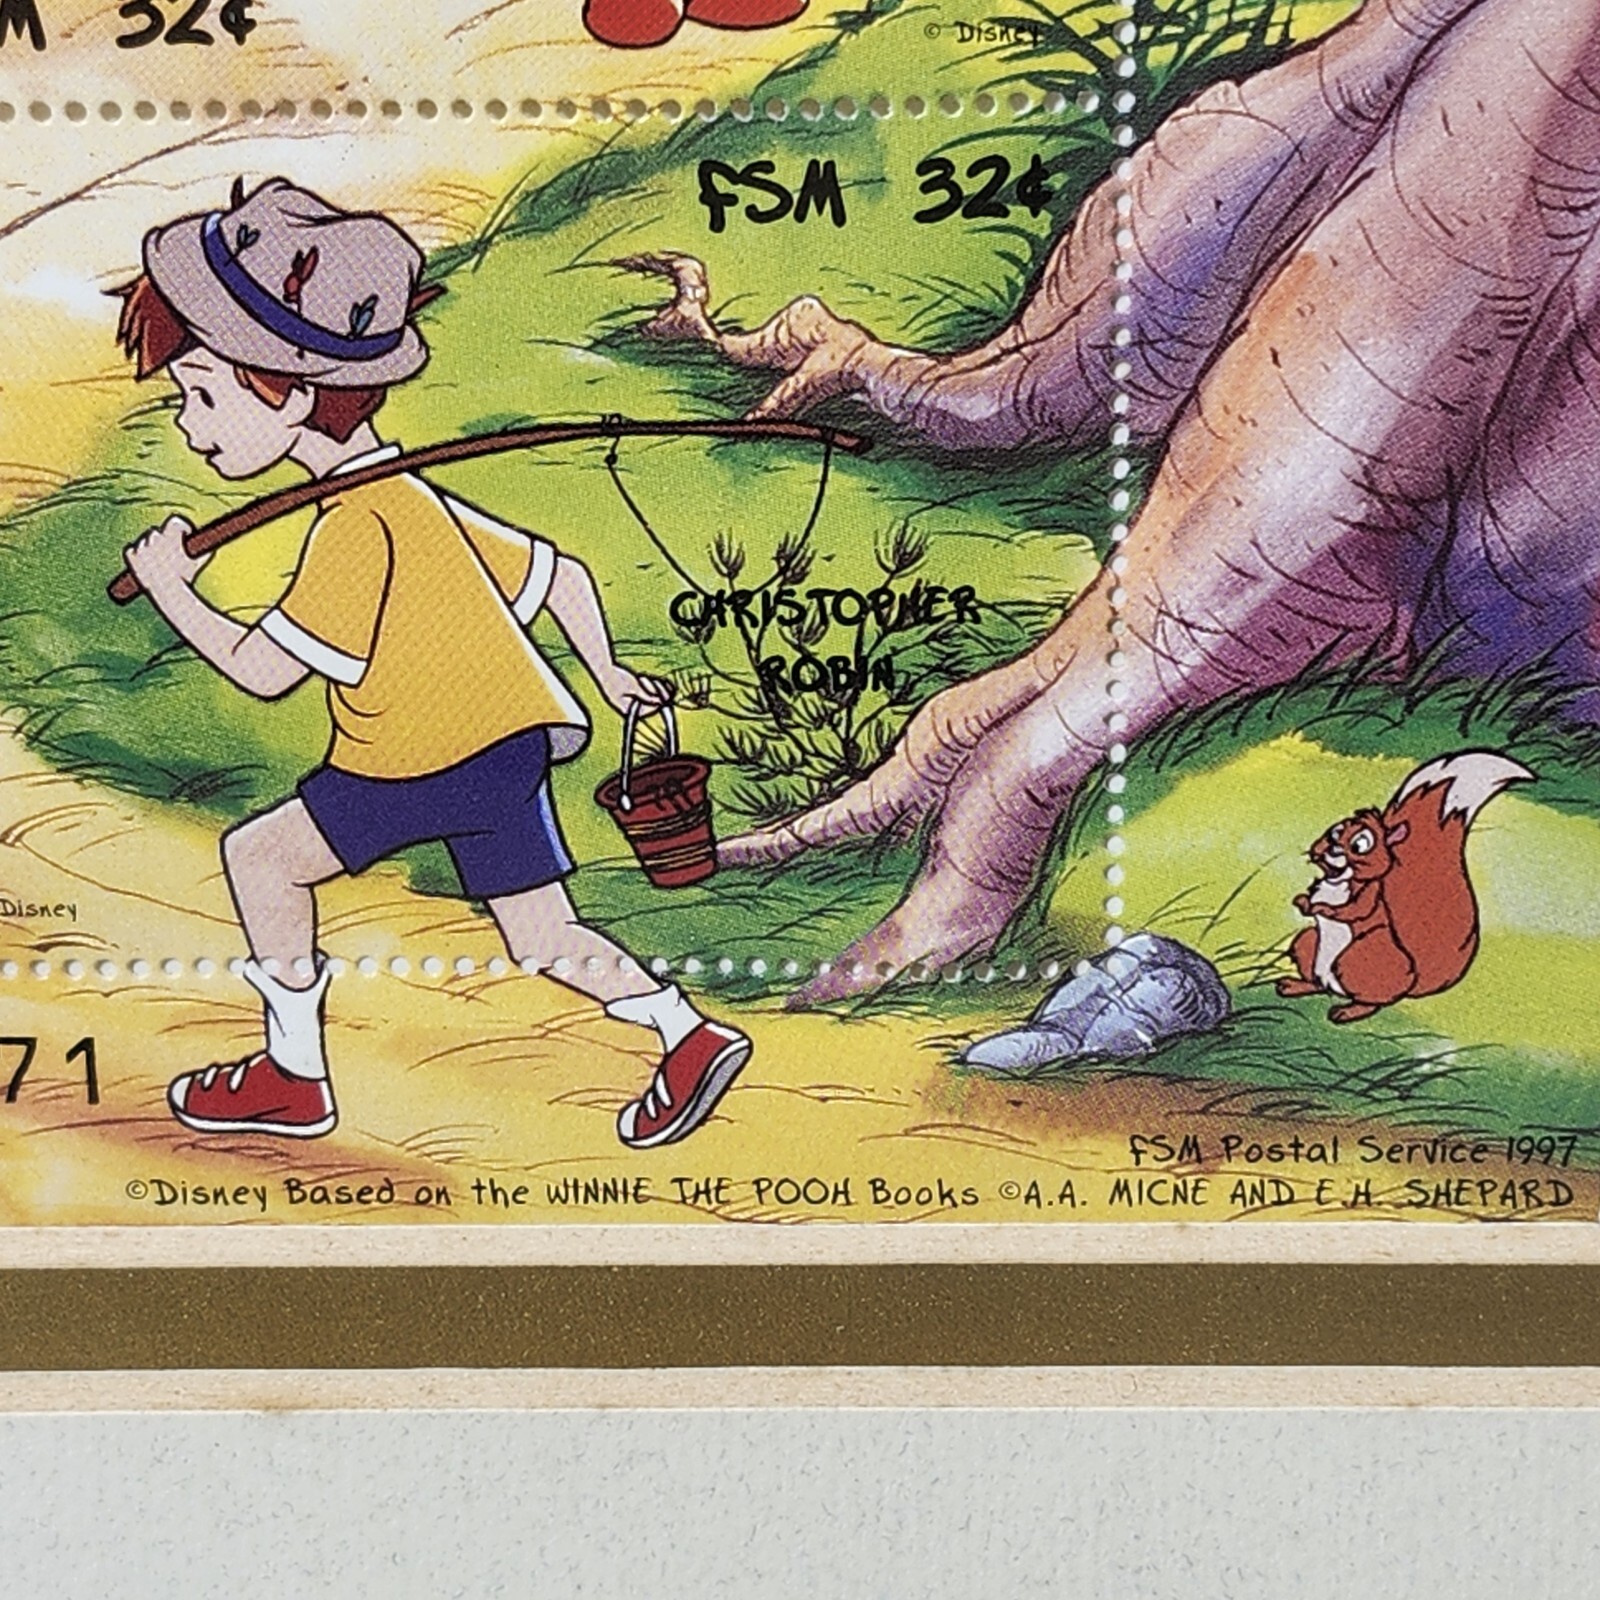 M 32¢
© Disney
FSM 32¢
CHRISTOPHER
ROBIN
Disney
71
FSM Postal Service 1997
©Disney Based on the WINNIE THE POOH Books ©A.A. MICNE AND E.H. SHEPARD